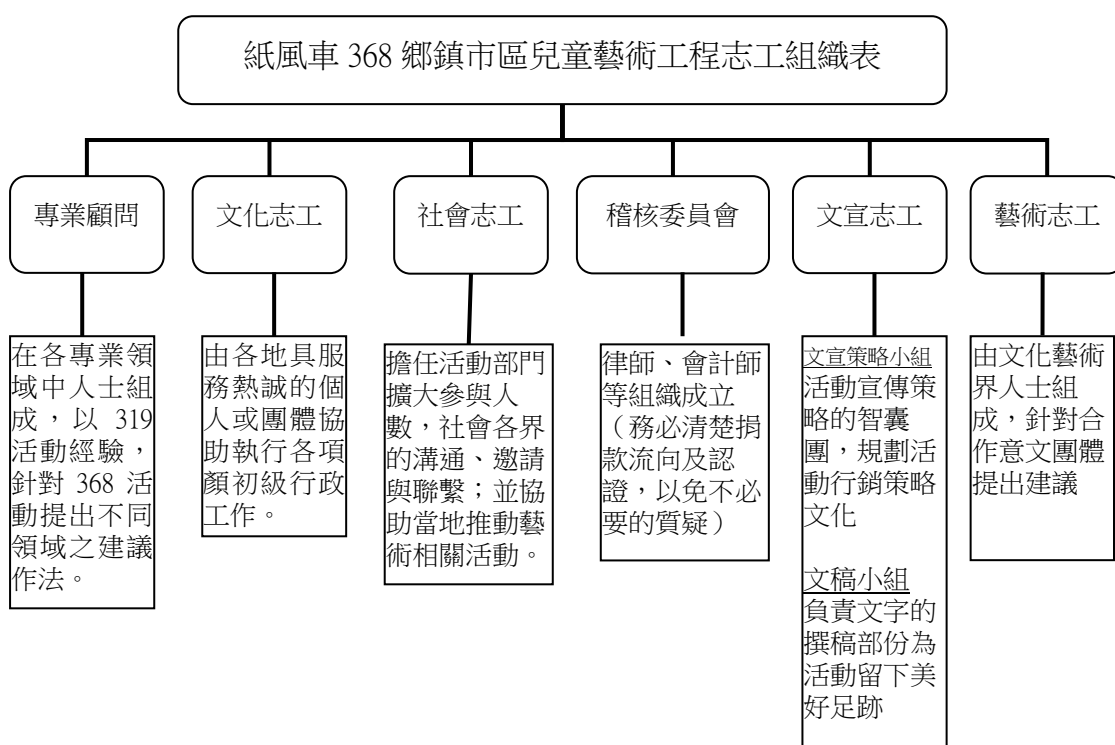 紙風車 368 鄉鎮市區兒童藝術工程志工組織表
專業顧問
文化志工
社會志工
稽核委員會
文宣志工
藝術志工
在各專業領
域中人士組
成，以 319
活動經驗，
針對 368 活
動提出不同
領域之建議
作法。
由各地具服
務熱誠的個
人或團體協
助執行各項
顏初級行政
工作。
擔任活動部門
擴大參與人
數，社會各界
的溝通、邀請
與聯繫；並協
助當地推動藝
術相關活動。
律師、會計師
等組織成立
（務必清楚捐
款流向及認
證，以免不必
要的質疑）
文宣策略小組
活動宣傳策
略的智囊
團，規劃活
動行銷策略
文化
文稿小組
負責文字的
撰稿部份為
活動留下美
好足跡
由文化藝術
界人士組
成，針對合
作意文團體
提出建議